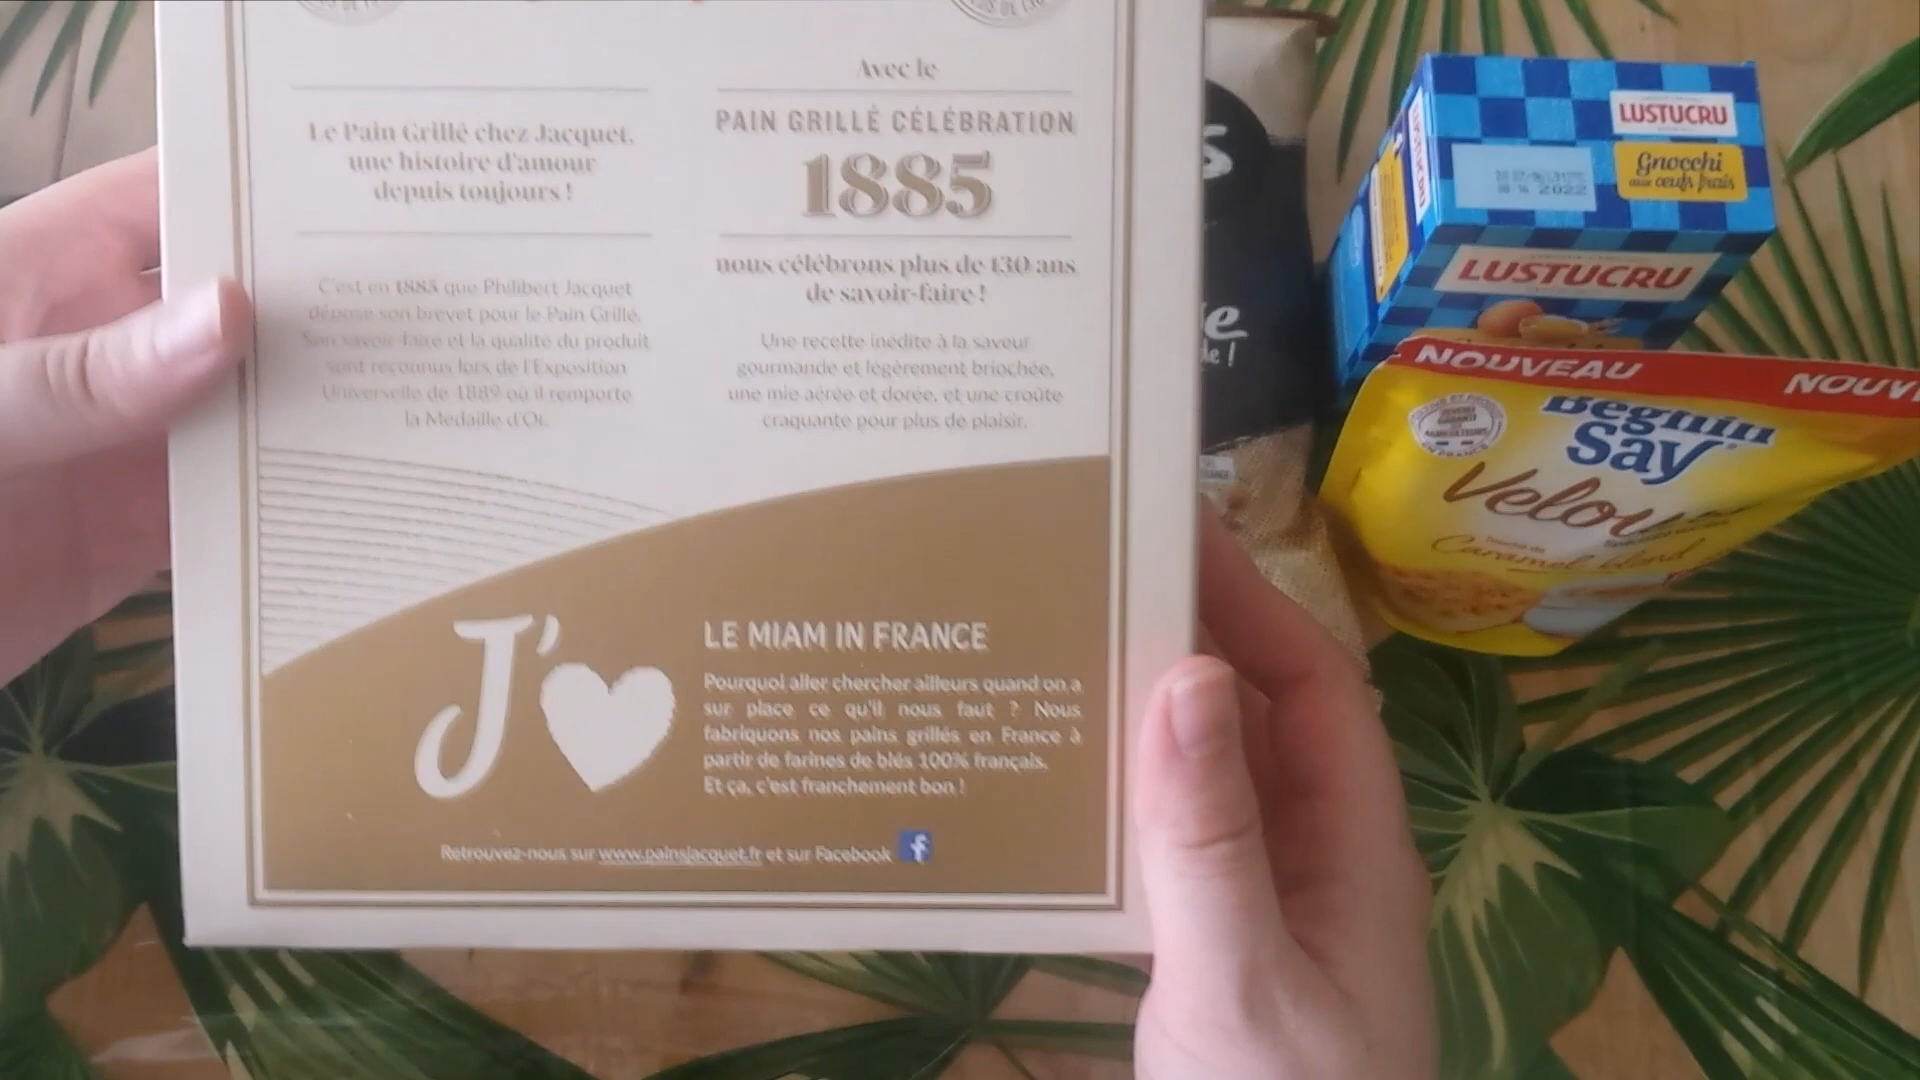 Le Pain Grillé chez Jacquet,
une histoire d'amour
depuis toujours !
C'est en 1885 que Philibert Jacquet
dépose son brevet pour le Pain Grillé.
Son savoir-faire et la qualité du produit
sont reconnus lors de l'Exposition
Universelle de 1889 où il remporte
la Médaille d'Or.
Avec le
PAIN GRILLÉ CÉLÉBRATION
1885
nous célébrons plus de 130 ans
de savoir-faire !
Une recette inédite à la saveur
gourmande et légèrement briochée,
une mie aérée et dorée, et une croûte
craquante pour plus de plaisir.
J'
LE MIAM IN FRANCE
Pourquoi aller chercher ailleurs quand on a
sur place ce qu'il nous faut ? Nous
fabriquons nos pains grillés en France à
partir de farines de blés 100% français.
Et ça, c'est franchement bon !
Retrouvez-nous sur www.painsjacquet.fr et sur Facebook f
LUSTUCRU
Gnocchi
aux œufs frais
2022
LUSTUCRU
LUSTUCRU
NOUVEAU NOUV
Béghin
Say
Velou
Caramel blond